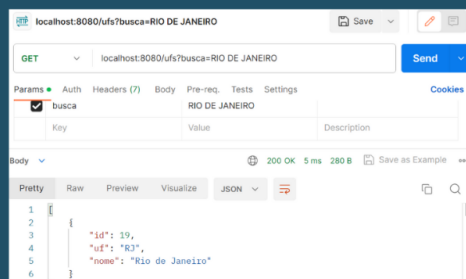 HTTP localhost:8080/ufs?busca=RIO DE JANEIRO Save
GET localhost:8080/ufs?busca=RIO DE JANEIRO Send
Params Auth Headers (7) Body Pre-req. Tests Settings Cookies
busca RIO DE JANEIRO
Key Value Description
Body 200 OK 5 ms 280 B Save as Example
Pretty Raw Preview Visualize JSON
1 [
2 {
3 "id": 19,
4 "uf": "RJ",
5 "nome": "Rio de Janeiro"
6 }